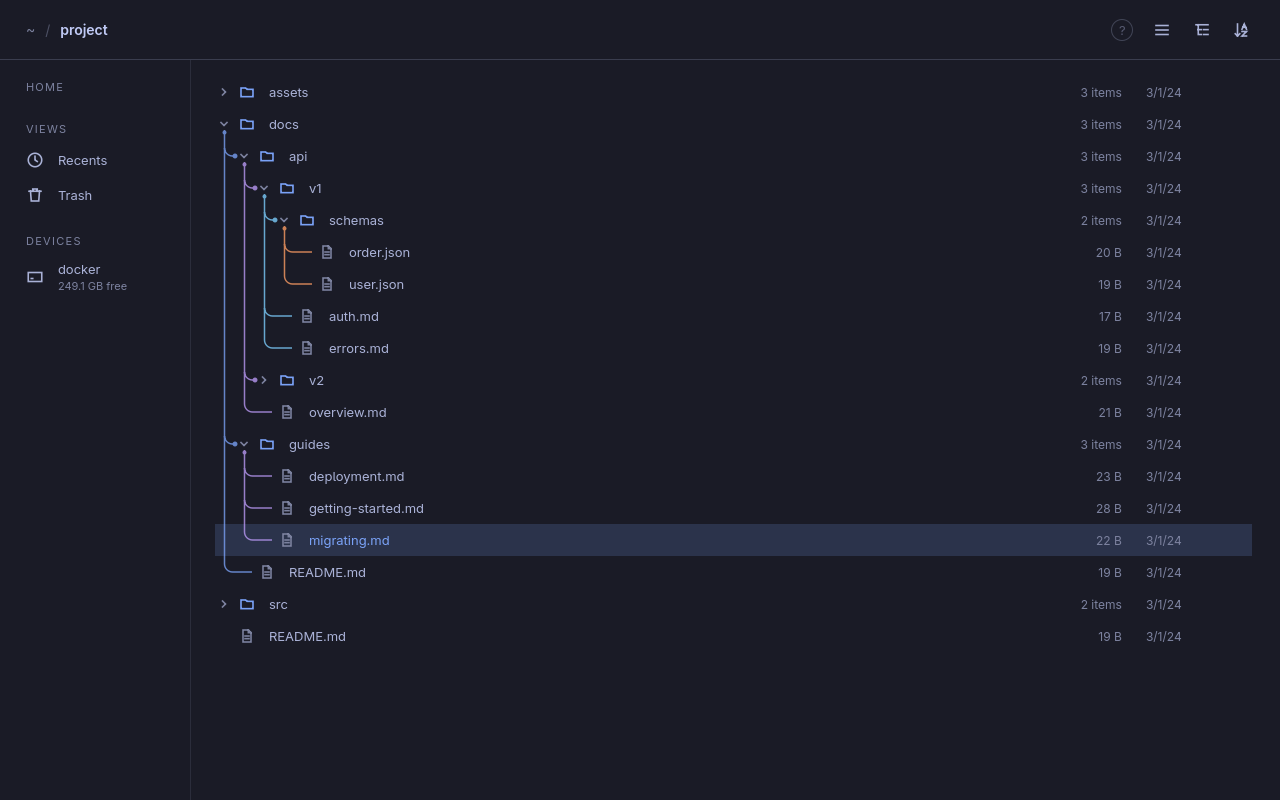 ~ / project
?
HOME
VIEWS
Recents
Trash
DEVICES
docker
249.1 GB free
assets 3 items 3/1/24
docs 3 items 3/1/24
api 3 items 3/1/24
v1 3 items 3/1/24
schemas 2 items 3/1/24
order.json 20 B 3/1/24
user.json 19 B 3/1/24
auth.md 17 B 3/1/24
errors.md 19 B 3/1/24
v2 2 items 3/1/24
overview.md 21 B 3/1/24
guides 3 items 3/1/24
deployment.md 23 B 3/1/24
getting-started.md 28 B 3/1/24
migrating.md 22 B 3/1/24
README.md 19 B 3/1/24
src 2 items 3/1/24
README.md 19 B 3/1/24